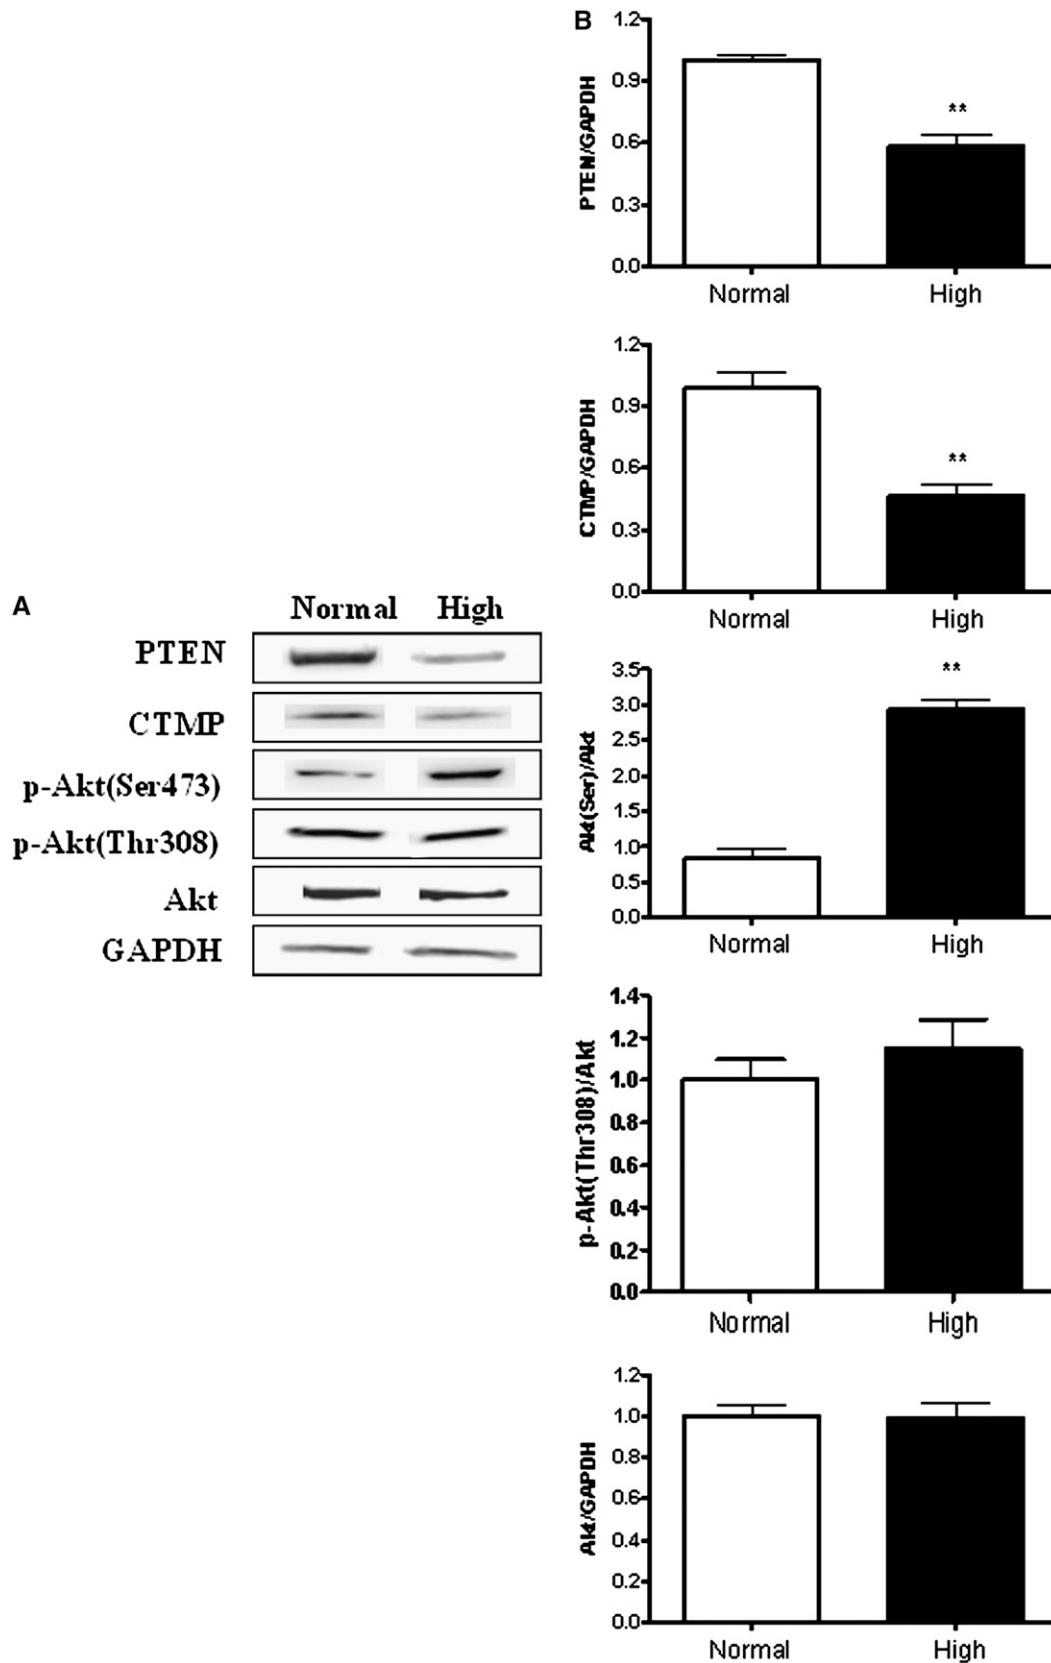 A
Normal High
PTEN
CTMP
p-Akt(Ser473)
p-Akt(Thr308)
Akt
GAPDH
B
PTEN/GAPDH
1.2
0.9
0.6
0.3
0.0
**
Normal High
CTMP/GAPDH
1.2
0.9
0.6
0.3
0.0
**
Normal High
Akt(Ser)/Akt
3.5
3.0
2.5
2.0
1.5
1.0
0.5
0.0
**
Normal High
p-Akt(Thr308)/Akt
1.4
1.2
1.0
0.8
0.6
0.4
0.2
0.0
Normal High
Akt/GAPDH
1.2
1.0
0.8
0.6
0.4
0.2
0.0
Normal High